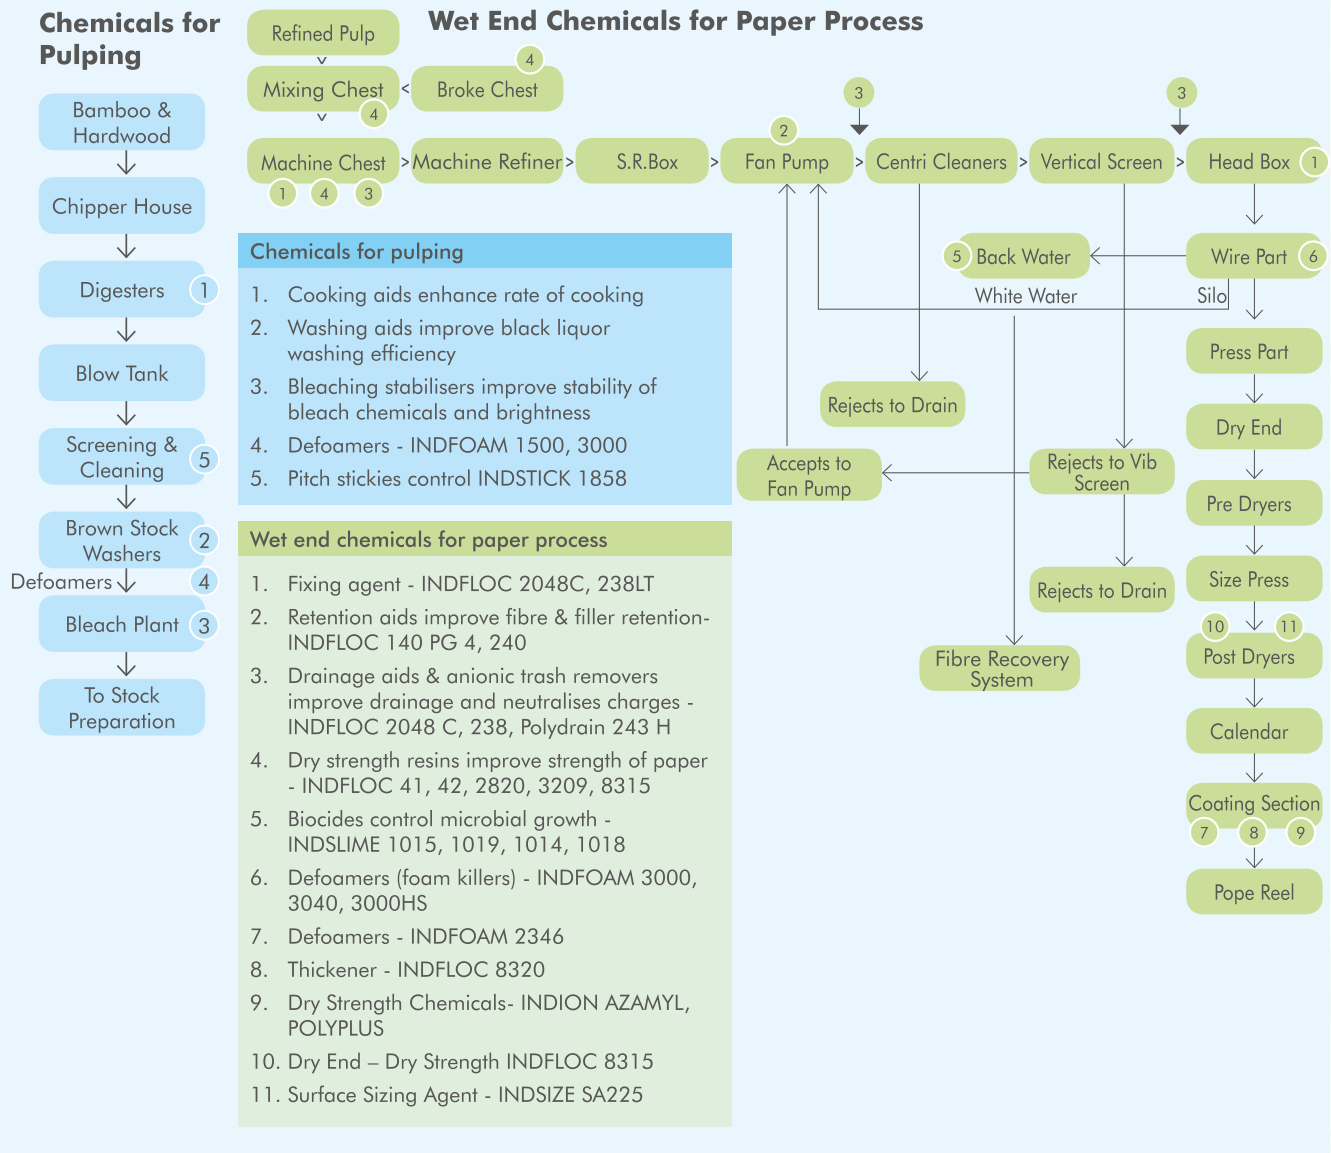 Chemicals for
Pulping
Bamboo &
Hardwood
Chipper House
Digesters
1
Blow Tank
Screening &
Cleaning
5
Brown Stock
Washers
2
Defoamers
4
Bleach Plant
3
To Stock
Preparation
Wet End Chemicals for Paper Process
Refined Pulp
Mixing Chest
4
< Broke Chest
4
Machine Chest
1
4
3
> Machine Refiner
> S.R.Box
> Fan Pump
2
3
> Centri Cleaners
> Vertical Screen
3
> Head Box
1
5
Back Water
Wire Part
6
White Water
Silo
Press Part
Rejects to Drain
Dry End
Accepts to
Fan Pump
Rejects to Vib
Screen
Pre Dryers
Rejects to Drain
Size Press
10
11
Post Dryers
Fibre Recovery
System
Calendar
Coating Section
7
8
9
Pope Reel
Chemicals for pulping
1. Cooking aids enhance rate of cooking
2. Washing aids improve black liquor
washing efficiency
3. Bleaching stabilisers improve stability of
bleach chemicals and brightness
4. Defoamers - INDFOAM 1500, 3000
5. Pitch stickies control INDSTICK 1858
Wet end chemicals for paper process
1. Fixing agent - INDFLOC 2048C, 238LT
2. Retention aids improve fibre & filler retention-
INDFLOC 140 PG 4, 240
3. Drainage aids & anionic trash removers
improve drainage and neutralises charges -
INDFLOC 2048 C, 238, Polydrain 243 H
4. Dry strength resins improve strength of paper
- INDFLOC 41, 42, 2820, 3209, 8315
5. Biocides control microbial growth -
INDSLIME 1015, 1019, 1014, 1018
6. Defoamers (foam killers) - INDFOAM 3000,
3040, 3000HS
7. Defoamers - INDFOAM 2346
8. Thickener - INDFLOC 8320
9. Dry Strength Chemicals- INDION AZAMYL,
POLYPLUS
10. Dry End – Dry Strength INDFLOC 8315
11. Surface Sizing Agent - INDSIZE SA225